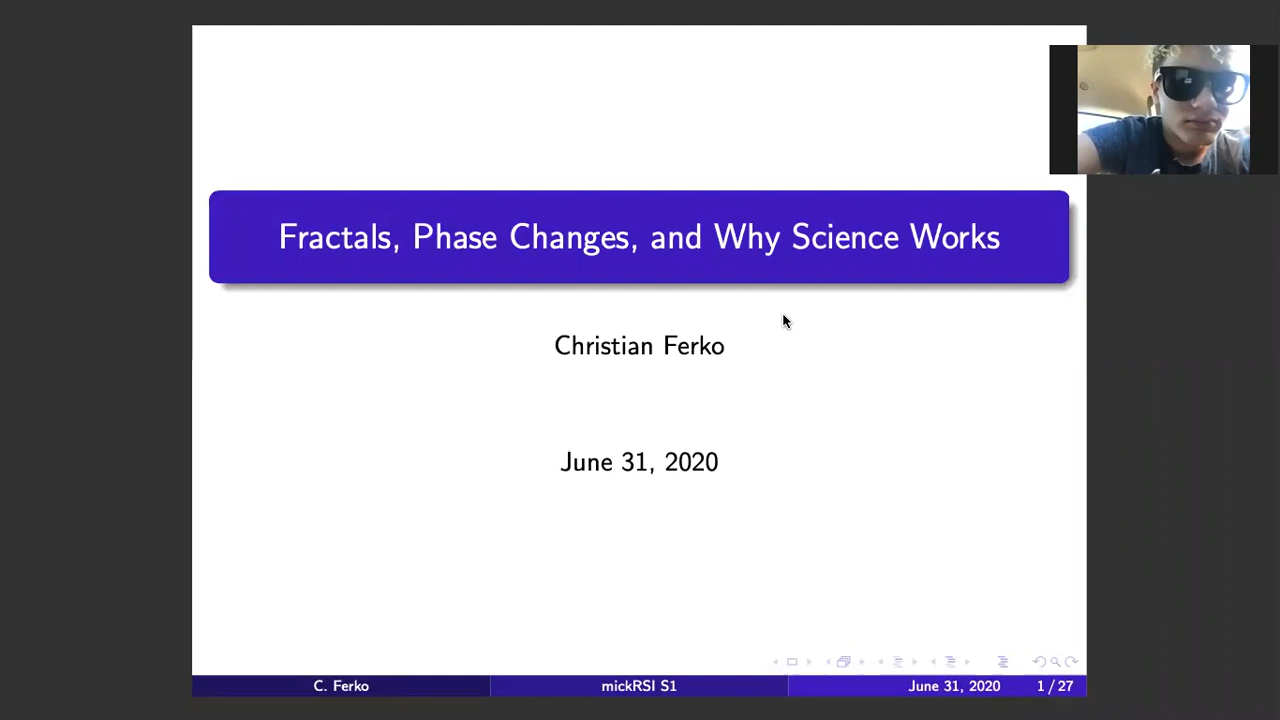 Fractals, Phase Changes, and Why Science Works
Christian Ferko
June 31, 2020
C. Ferko
mickRSI S1
June 31, 2020
1 / 27